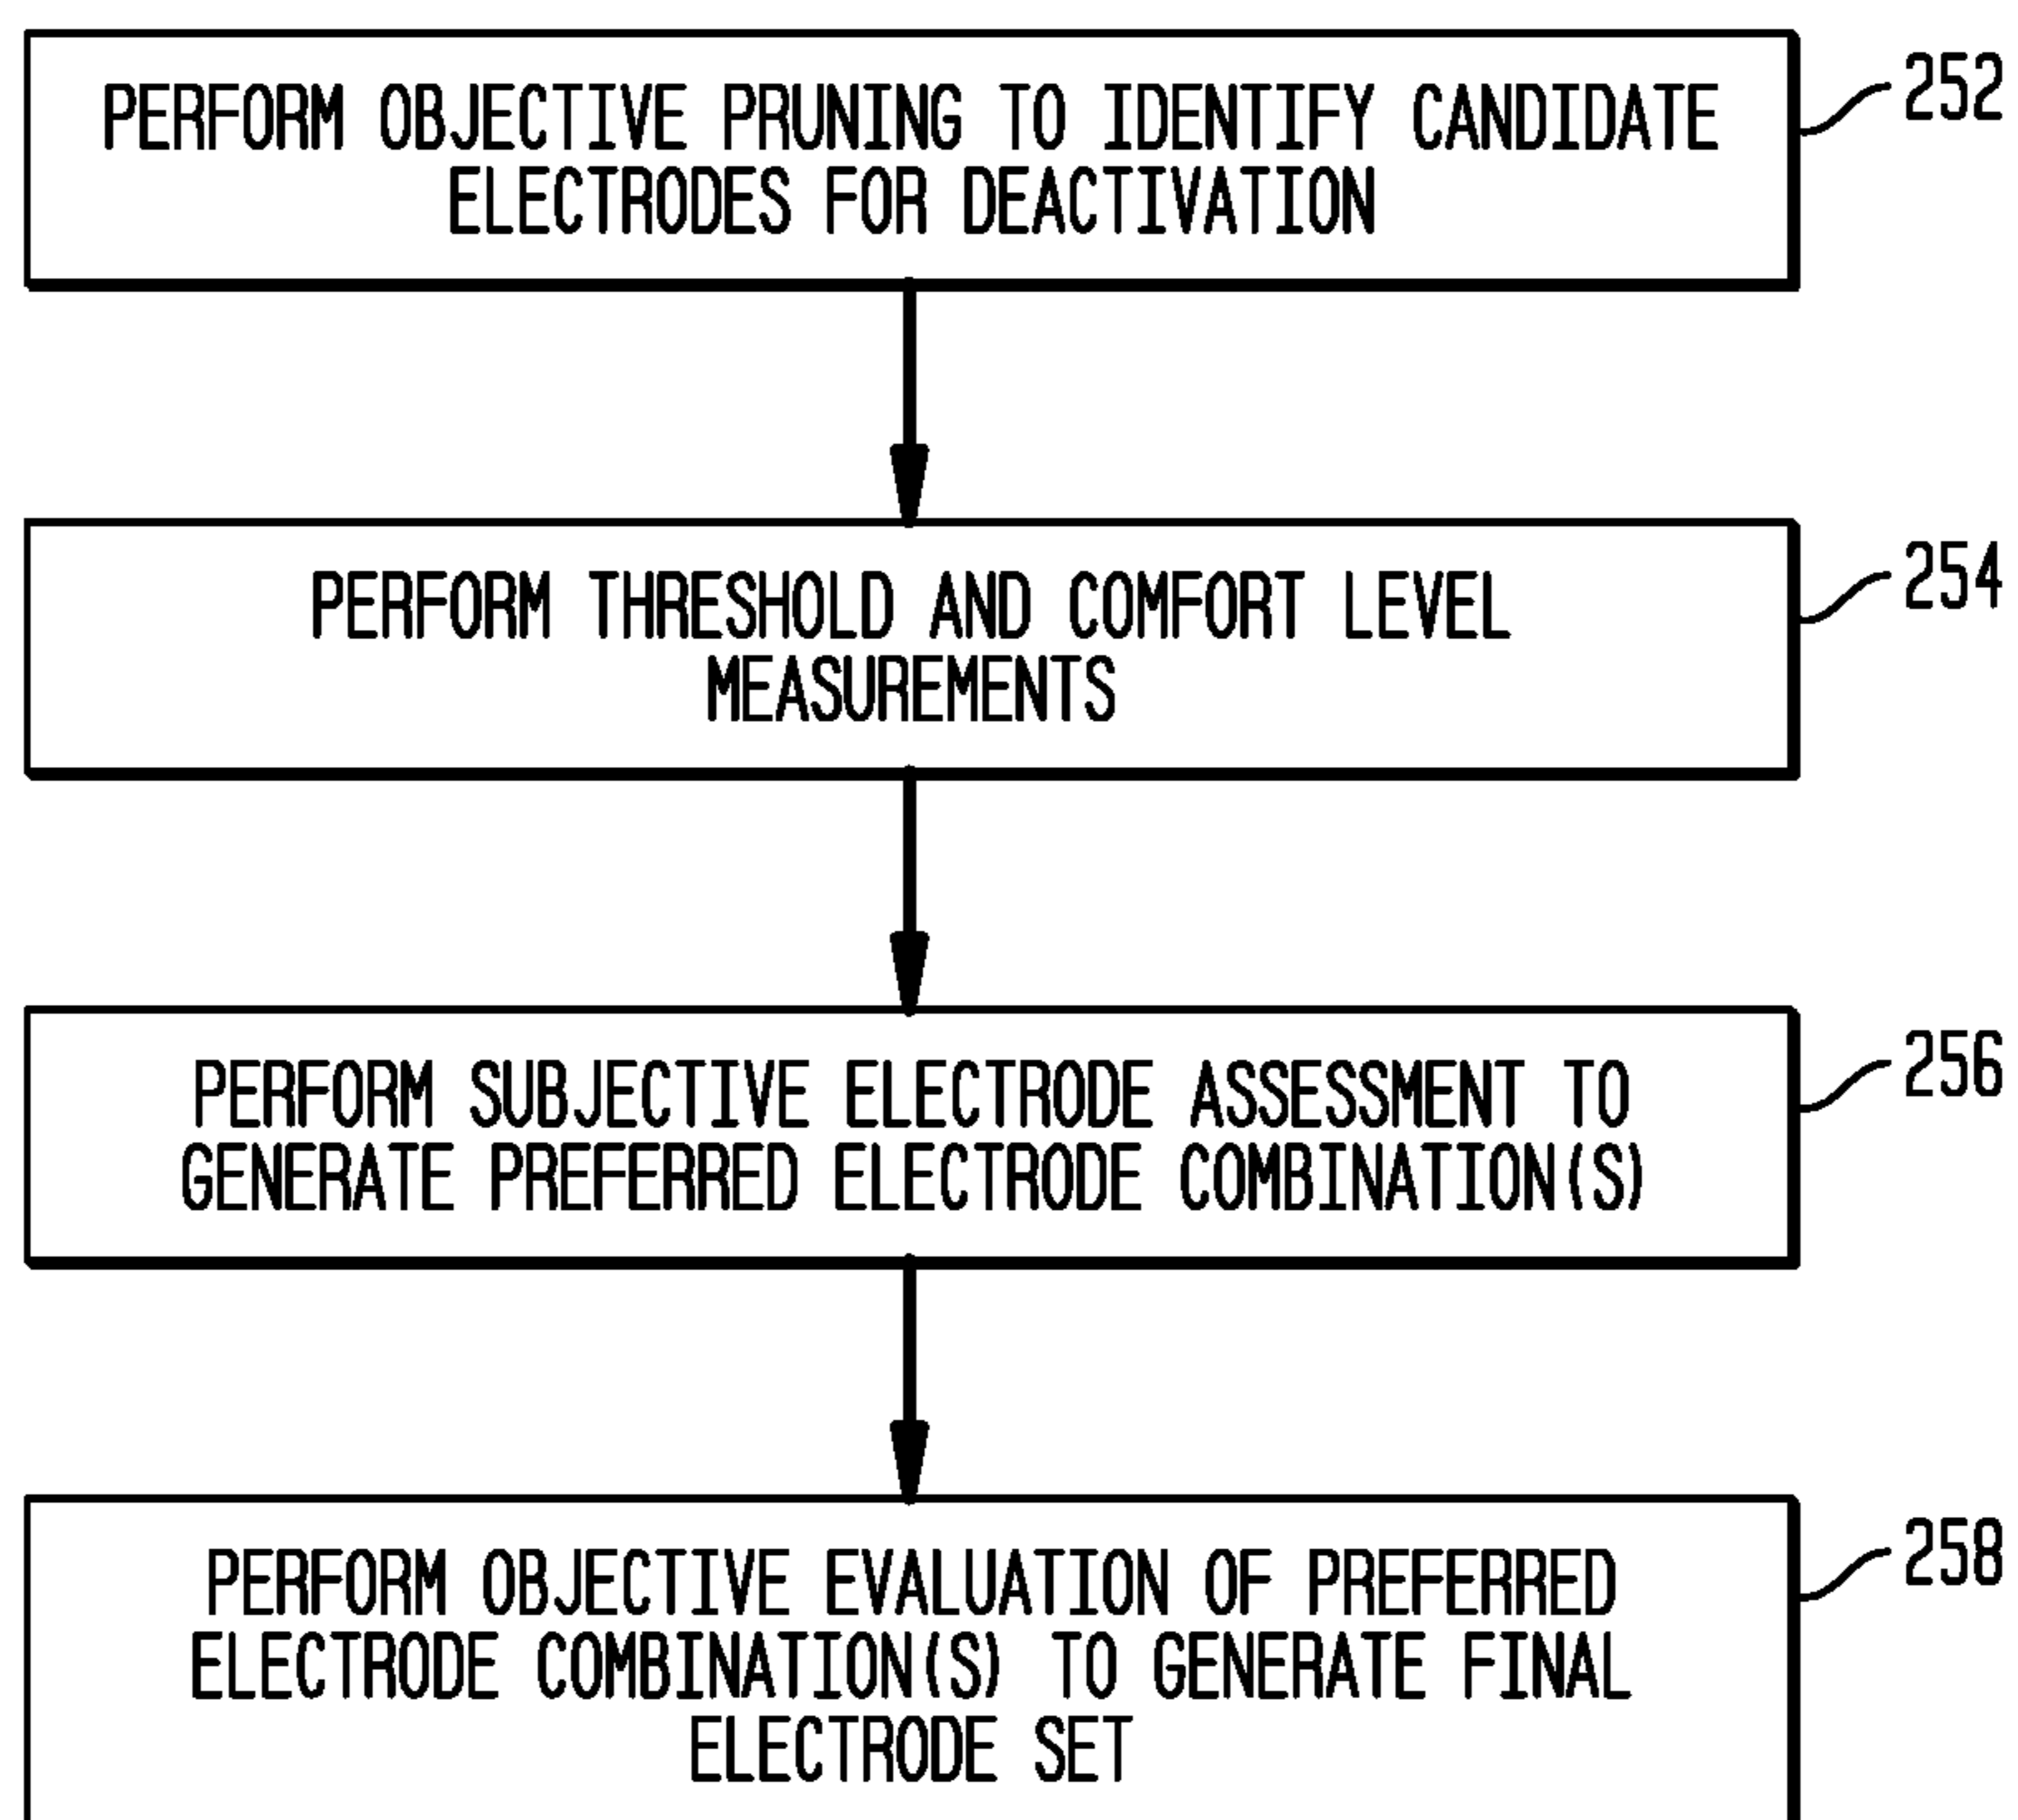 PERFORM OBJECTIVE PRUNING TO IDENTIFY CANDIDATE
ELECTRODES FOR DEACTIVATION
252
PERFORM THRESHOLD AND COMFORT LEVEL
MEASUREMENTS
254
PERFORM SUBJECTIVE ELECTRODE ASSESSMENT TO
GENERATE PREFERRED ELECTRODE COMBINATION(S)
256
PERFORM OBJECTIVE EVALUATION OF PREFERRED
ELECTRODE COMBINATION(S) TO GENERATE FINAL
ELECTRODE SET
258